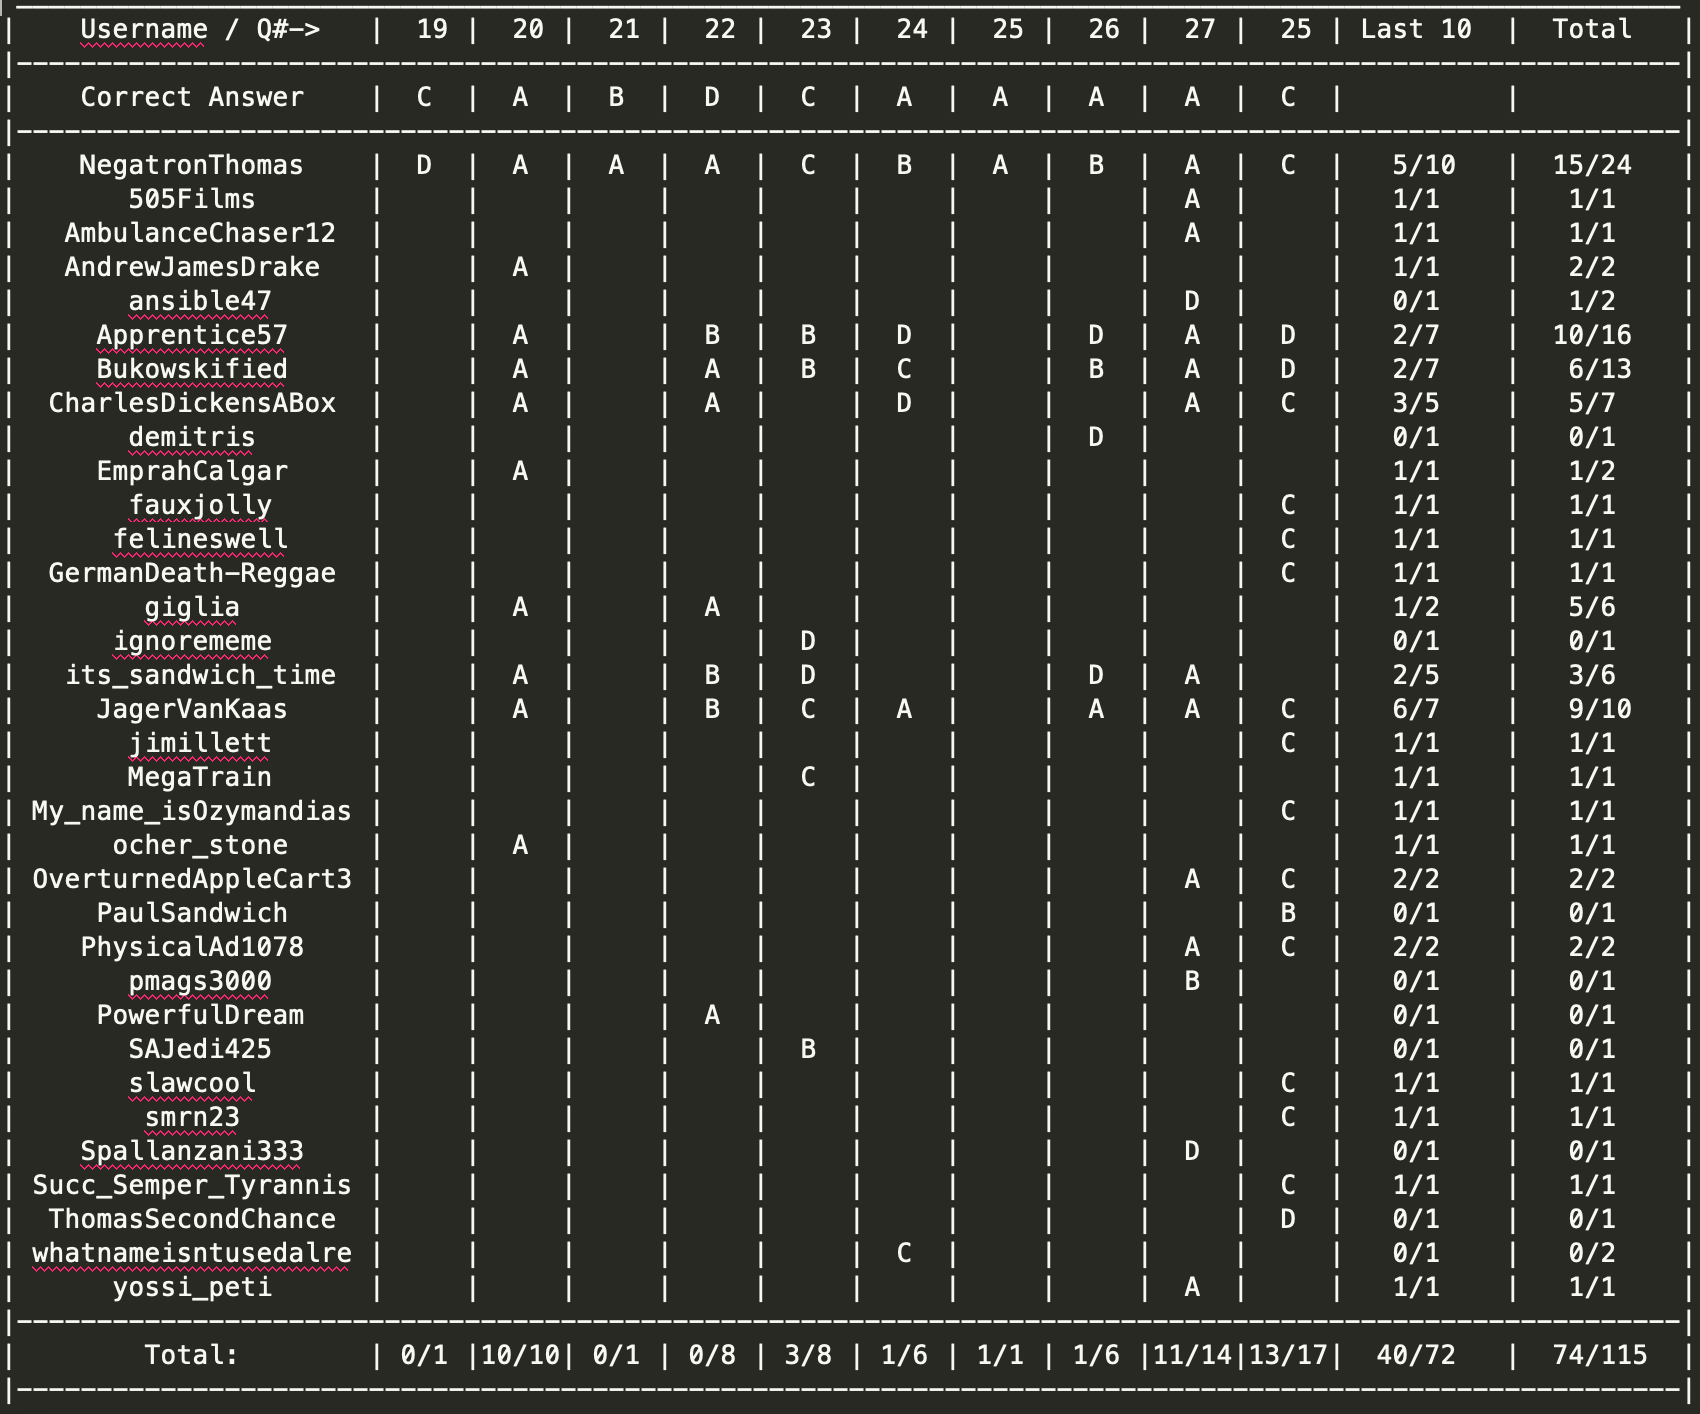 | Username / Q#-> | 19 | 20 | 21 | 22 | 23 | 24 | 25 | 26 | 27 | 25 | Last 10 | Total |
| Correct Answer | C | A | B | D | C | A | A | A | A | C | | |
| NegatronThomas | D | A | A | A | C | B | A | B | A | C | 5/10 | 15/24 |
| 505Films | | | | | | | | | A | | 1/1 | 1/1 |
| AmbulanceChaser12 | | | | | | | | | A | | 1/1 | 1/1 |
| AndrewJamesDrake | | A | | | | | | | | | 1/1 | 2/2 |
| ansible47 | | | | | | | | | D | | 0/1 | 1/2 |
| Apprentice57 | | A | | B | B | D | | D | A | D | 2/7 | 10/16 |
| Bukowskified | | A | | A | B | C | | B | A | D | 2/7 | 6/13 |
| CharlesDickensABox | | A | | A | | D | | | A | C | 3/5 | 5/7 |
| demitris | | | | | | | | D | | | 0/1 | 0/1 |
| EmprahCalgar | | A | | | | | | | | | 1/1 | 1/2 |
| fauxjolly | | | | | | | | | | C | 1/1 | 1/1 |
| felineswell | | | | | | | | | | C | 1/1 | 1/1 |
| GermanDeath-Reggae | | | | | | | | | | C | 1/1 | 1/1 |
| giglia | | A | | A | | | | | | | 1/2 | 5/6 |
| ignorememe | | | | | D | | | | | | 0/1 | 0/1 |
| its_sandwich_time | | A | | B | D | | | D | A | | 2/5 | 3/6 |
| JagerVanKaas | | A | | B | C | A | | A | A | C | 6/7 | 9/10 |
| jimillett | | | | | | | | | | C | 1/1 | 1/1 |
| MegaTrain | | | | | C | | | | | | 1/1 | 1/1 |
| My_name_isOzymandias | | | | | | | | | | C | 1/1 | 1/1 |
| ocher_stone | | A | | | | | | | | | 1/1 | 1/1 |
| OverturnedAppleCart3 | | | | | | | | | A | C | 2/2 | 2/2 |
| PaulSandwich | | | | | | | | | | B | 0/1 | 0/1 |
| PhysicalAd1078 | | | | | | | | | A | C | 2/2 | 2/2 |
| pmags3000 | | | | | | | | | B | | 0/1 | 0/1 |
| PowerfulDream | | | | A | | | | | | | 0/1 | 0/1 |
| SAJedi425 | | | | | B | | | | | | 0/1 | 0/1 |
| slawcool | | | | | | | | | | C | 1/1 | 1/1 |
| smrn23 | | | | | | | | | | C | 1/1 | 1/1 |
| Spallanzani333 | | | | | | | | | D | | 0/1 | 0/1 |
| Succ_Semper_Tyrannis | | | | | | | | | | C | 1/1 | 1/1 |
| ThomasSecondChance | | | | | | | | | | D | 0/1 | 0/1 |
| whatnameisntusedalre | | | | | | C | | | | | 0/1 | 0/2 |
| yossi_peti | | | | | | | | | A | | 1/1 | 1/1 |
| Total: | 0/1 |10/10| 0/1 | 0/8 | 3/8 | 1/6 | 1/1 | 1/6 |11/14|13/17| 40/72 | 74/115 |